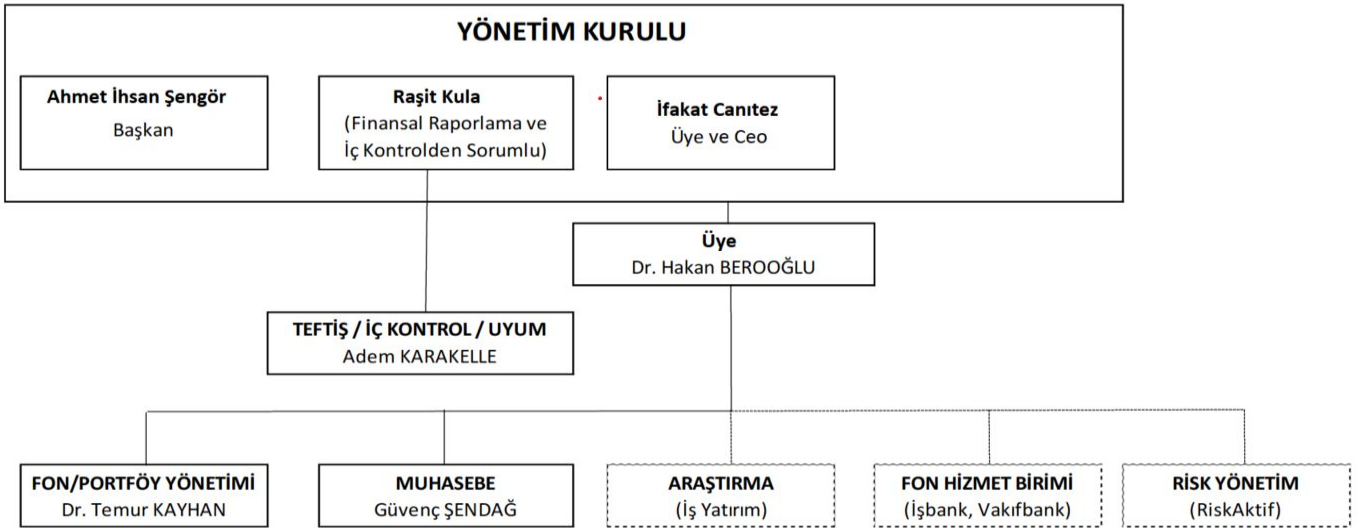 YÖNETİM KURULU
Ahmet İhsan Şengör
Başkan
Raşit Kula
(Finansal Raporlama ve
İç Kontrolden Sorumlu)
İfakat Canıtez
Üye ve Ceo
Üye
Dr. Hakan BEROOĞLU
TEFTİŞ / İÇ KONTROL / UYUM
Adem KARAKELLE
FON/PORTFÖY YÖNETİMİ
Dr. Temur KAYHAN
MUHASEBE
Güvenç ŞENDAĞ
ARAŞTIRMA
(İş Yatırım)
FON HİZMET BİRİMİ
(İşbank, Vakıfbank)
RİSK YÖNETİM
(RiskAktif)